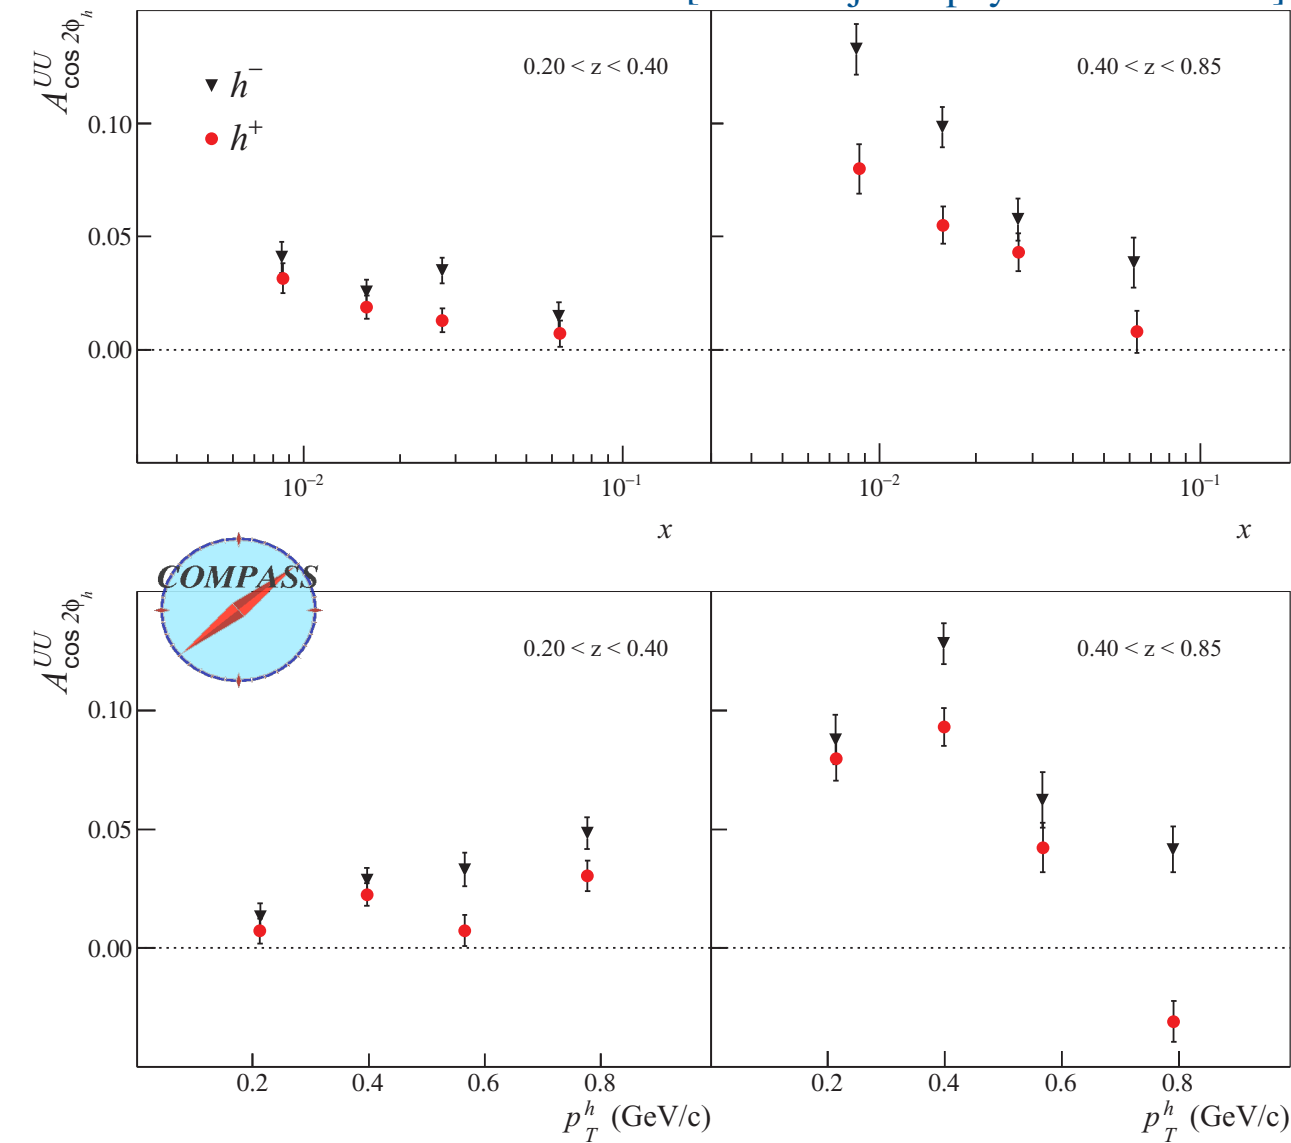 A^{UU}_{cos 2ϕ_h}
h⁻
h⁺
0.20 < z < 0.40
0.40 < z < 0.85
0.10
0.05
0.00
10⁻² 10⁻¹ 10⁻² 10⁻¹
x x
COMPASS
A^{UU}_{cos 2ϕ_h}
0.20 < z < 0.40
0.40 < z < 0.85
0.10
0.05
0.00
0.2 0.4 0.6 0.8 0.2 0.4 0.6 0.8
p_T^h (GeV/c) p_T^h (GeV/c)